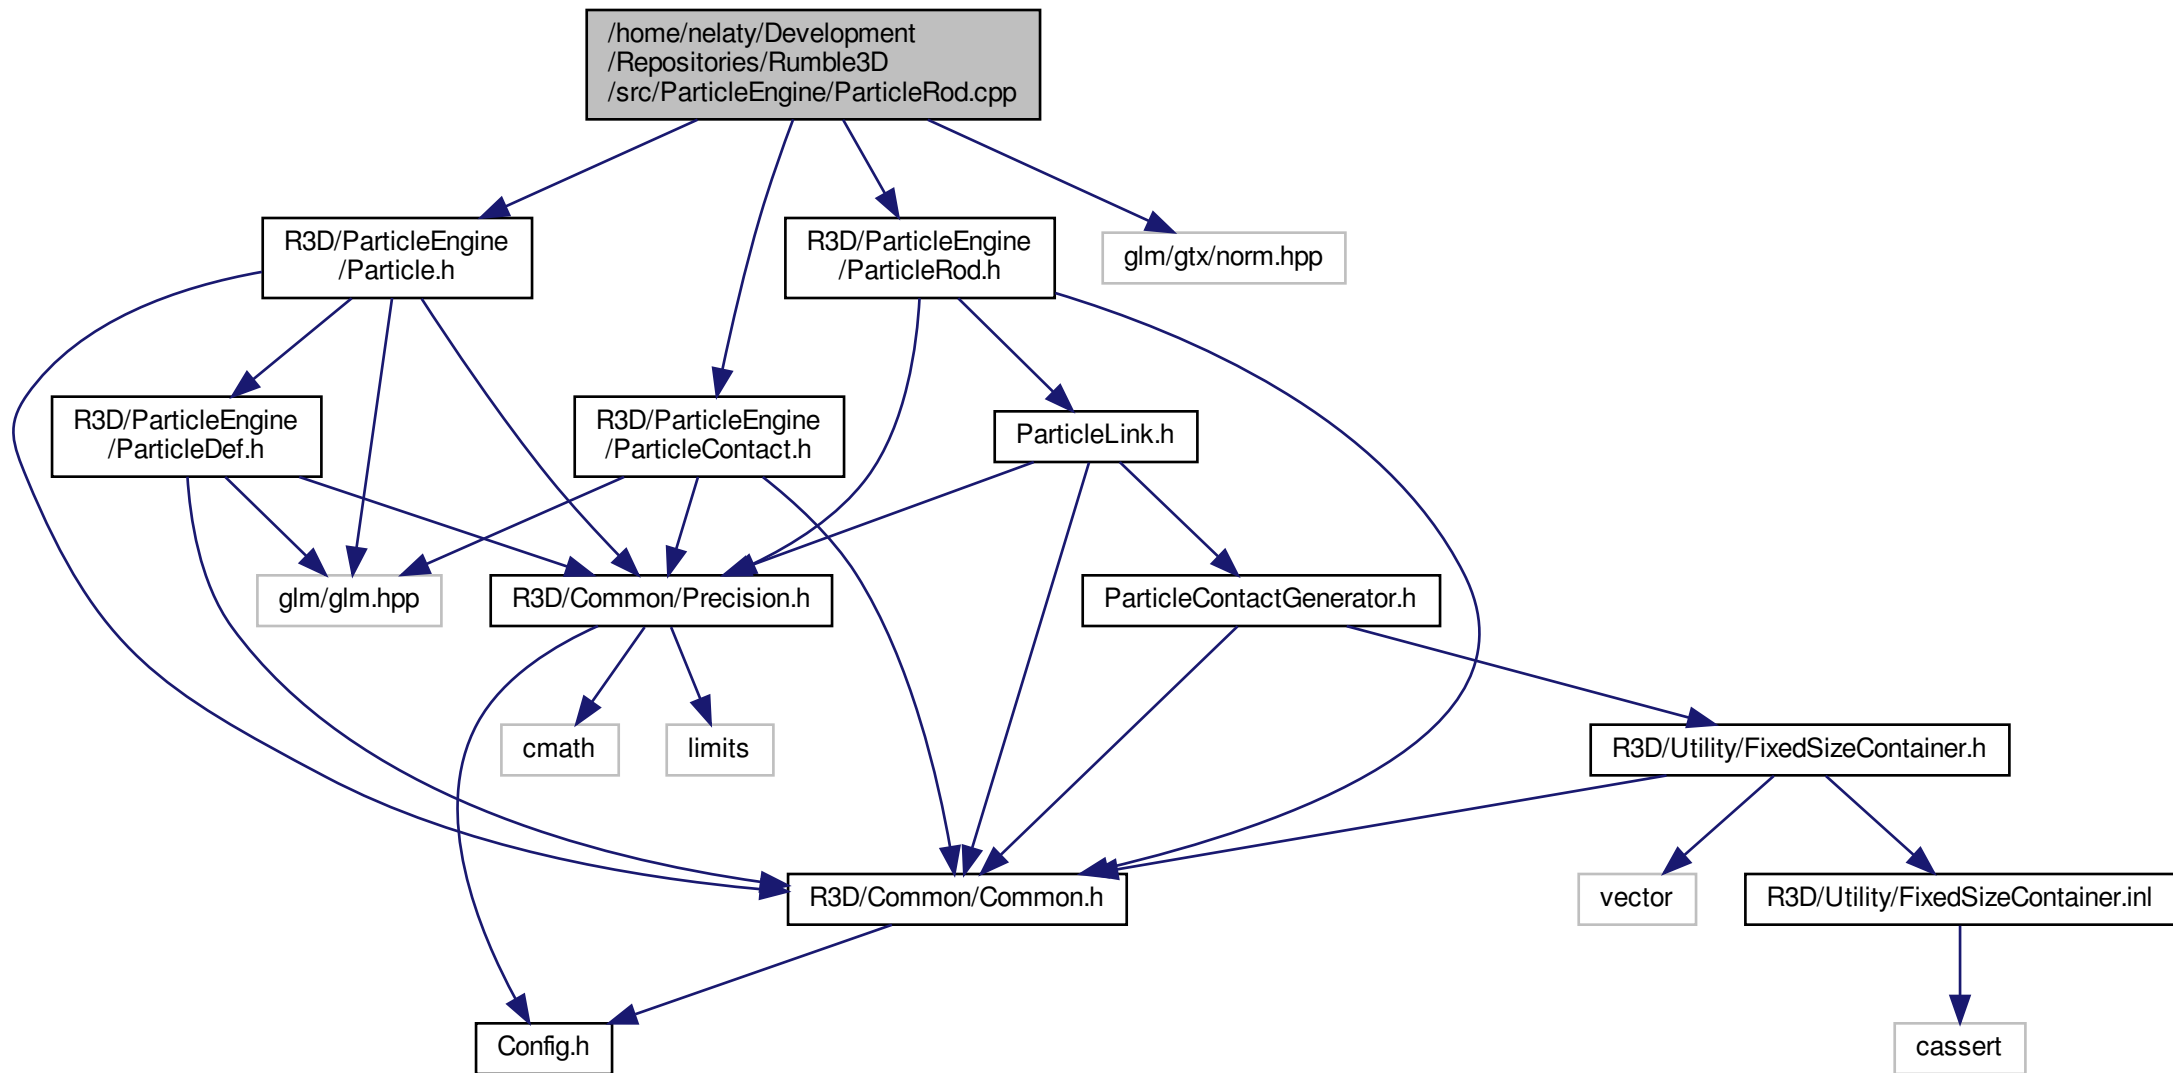 /home/nelaty/Development
/Repositories/Rumble3D
/src/ParticleEngine/ParticleRod.cpp
R3D/ParticleEngine
/Particle.h
R3D/ParticleEngine
/ParticleRod.h
glm/gtx/norm.hpp
R3D/ParticleEngine
/ParticleDef.h
R3D/ParticleEngine
/ParticleContact.h
ParticleLink.h
glm/glm.hpp
R3D/Common/Precision.h
ParticleContactGenerator.h
cmath
limits
R3D/Utility/FixedSizeContainer.h
R3D/Common/Common.h
vector
R3D/Utility/FixedSizeContainer.inl
Config.h
cassert